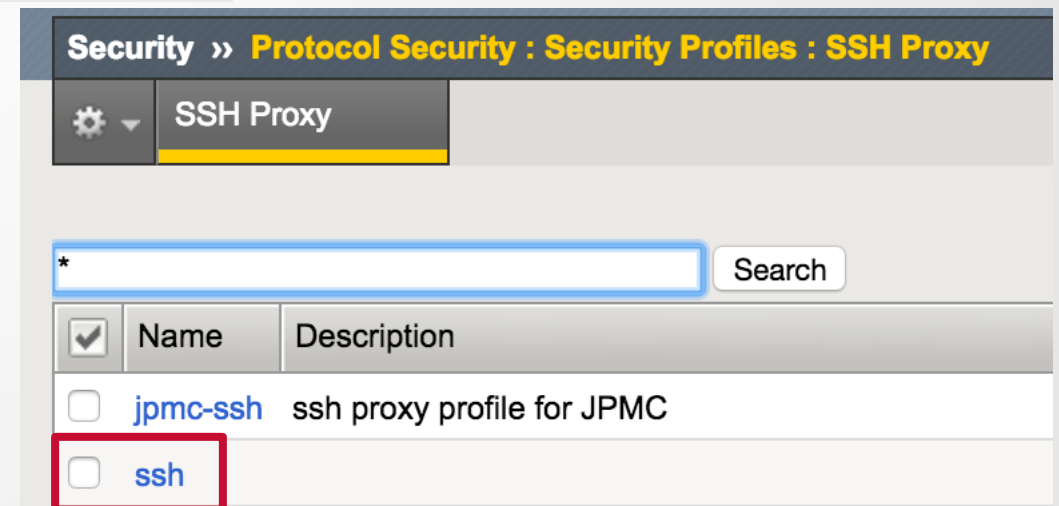 Security ›› Protocol Security : Security Profiles : SSH Proxy
SSH Proxy
* Search
Name Description
jpmc-ssh ssh proxy profile for JPMC
ssh